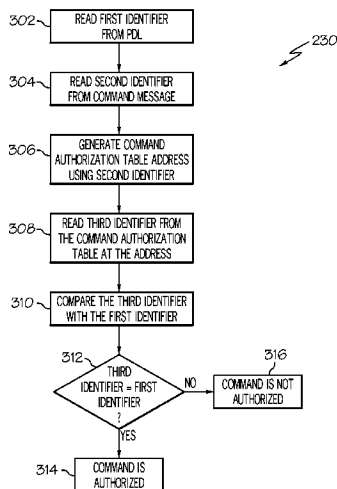 302
READ FIRST IDENTIFIER
FROM PDL
230
304
READ SECOND IDENTIFIER
FROM COMMAND MESSAGE
306
GENERATE COMMAND
AUTHORIZATION TABLE ADDRESS
USING SECOND IDENTIFIER
308
READ THIRD IDENTIFIER FROM
THE COMMAND AUTHORIZATION
TABLE AT THE ADDRESS
310
COMPARE THE THIRD IDENTIFIER
WITH THE FIRST IDENTIFIER
312
THIRD
IDENTIFIER = FIRST
IDENTIFIER
?
NO
316
COMMAND IS NOT
AUTHORIZED
YES
314
COMMAND IS
AUTHORIZED